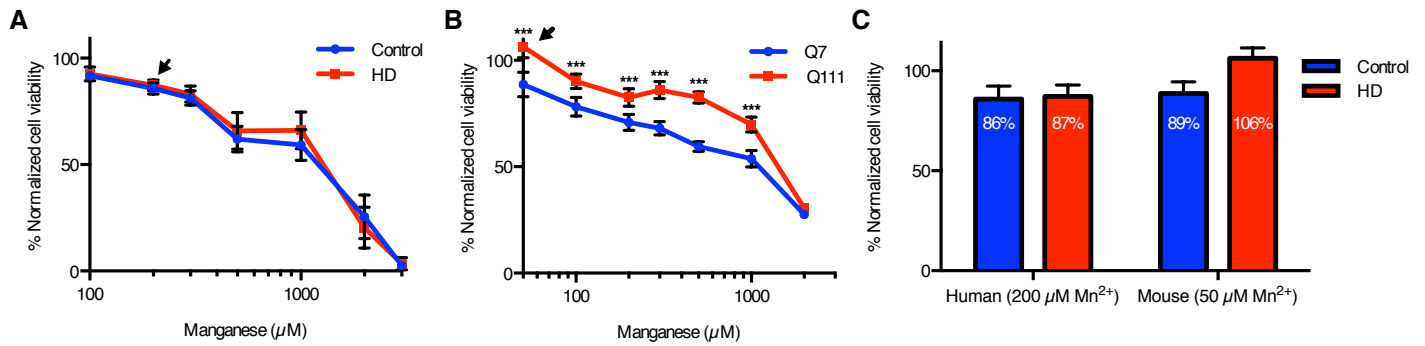 A
% Normalized cell viability
100
50
0
100
1000
Manganese (µM)
Control
HD
B
% Normalized cell viability
100
50
0
100
1000
Manganese (µM)
***
***
***
***
***
***
Q7
Q111
C
% Normalized cell viability
100
50
0
86%
87%
89%
106%
Human (200 µM Mn²⁺)
Mouse (50 µM Mn²⁺)
Control
HD